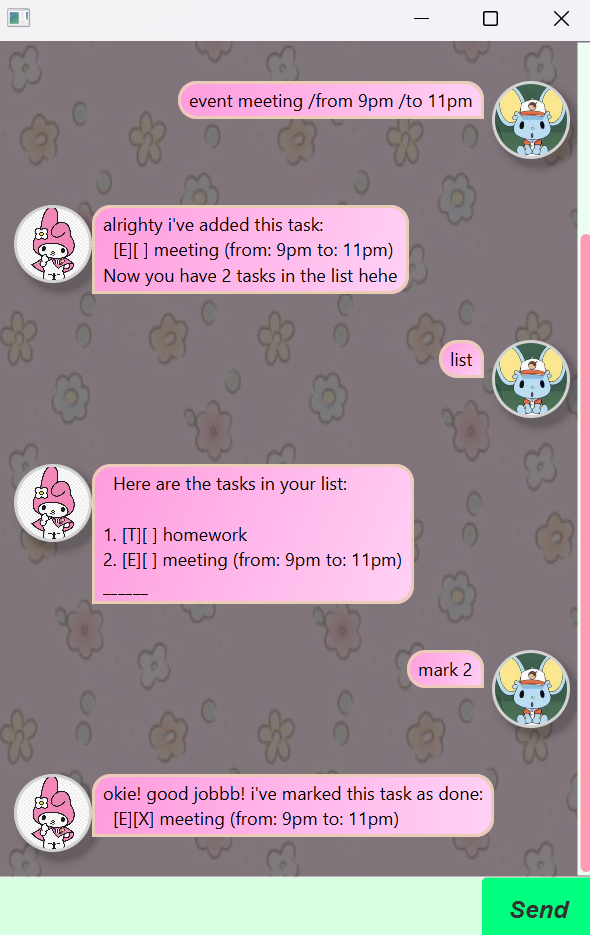 event meeting /from 9pm /to 11pm
alrighty i've added this task:
[E][ ] meeting (from: 9pm to: 11pm)
Now you have 2 tasks in the list hehe
list
Here are the tasks in your list:
1. [T][ ] homework
2. [E][ ] meeting (from: 9pm to: 11pm)
______
mark 2
okie! good jobbb! i've marked this task as done:
[E][X] meeting (from: 9pm to: 11pm)
Send